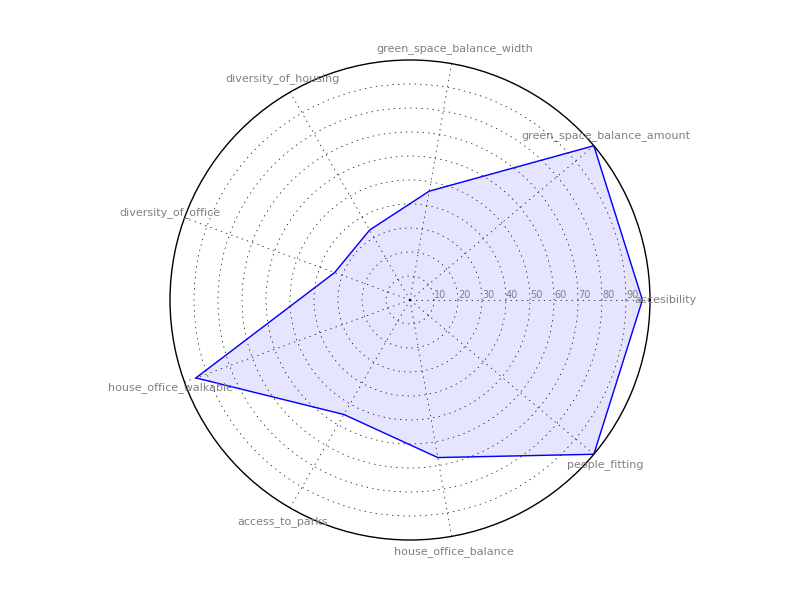 green_space_balance_width
diversity_of_housing
green_space_balance_amount
diversity_of_office
10 20 30 40 50 60 70 80 90
accesibility
house_office_walkable
people_fitting
access_to_parks
house_office_balance